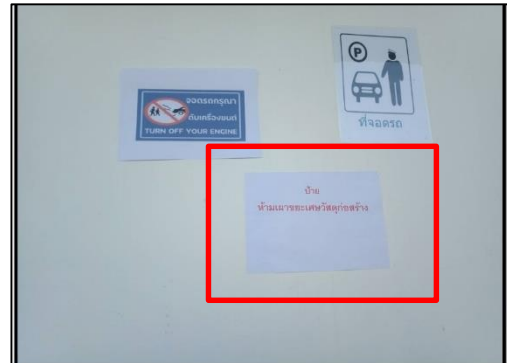 จอดรถกรุณา
ดับเครื่องยนต์
TURN OFF YOUR ENGINE
P
ที่จอดรถ
ป้าย
ห้ามเผาขยะเศษวัสดุก่อสร้าง